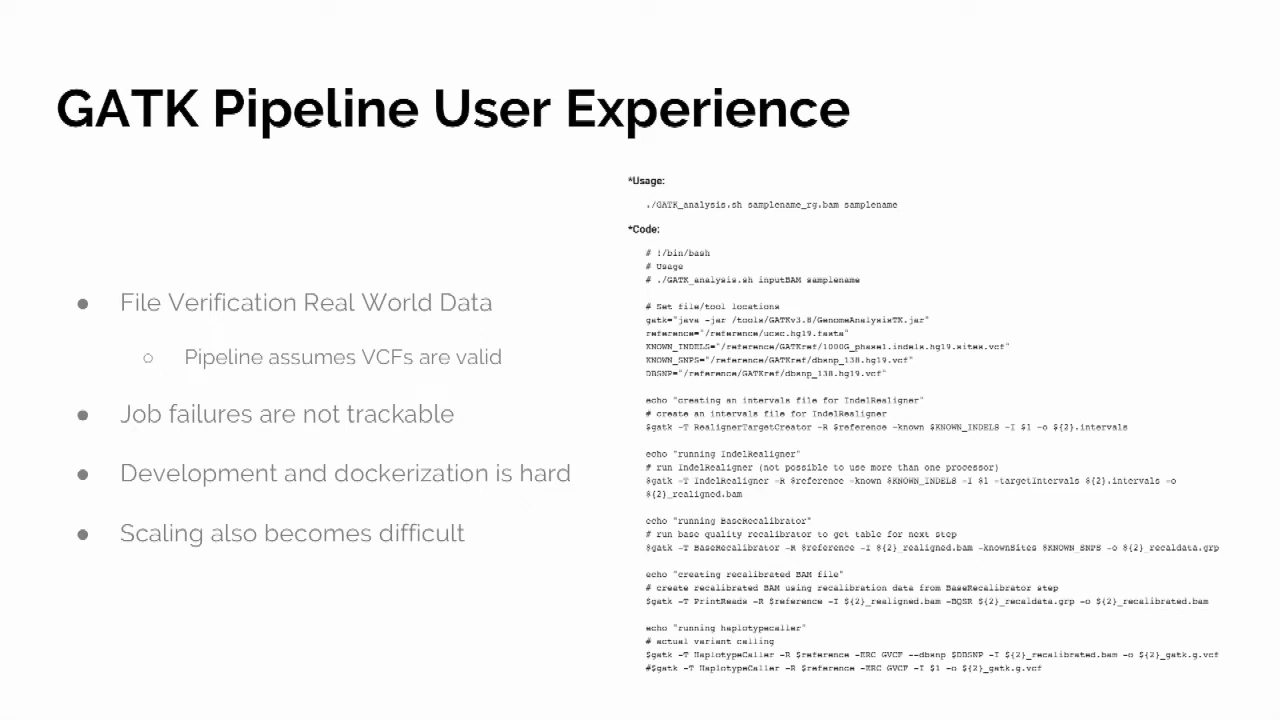 GATK Pipeline User Experience
● File Verification Real World Data
○ Pipeline assumes VCFs are valid
● Job failures are not trackable
● Development and dockerization is hard
● Scaling also becomes difficult
*Usage:
./GATK_analysis.sh samplename_rg.bam samplename
*Code:
# !/bin/bash
# Usage
# ./GATK_analysis.sh inputBAM samplename
# Set file/tool locations
gatk="java -jar /tools/GATKv3.8/GenomeAnalysisTK.jar"
reference="/reference/ucsc.hg19.fasta"
KNOWN_INDELS="/reference/GATKref/1000G_phase1.indels.hg19.sites.vcf"
KNOWN_SNPS="/reference/GATKref/dbsnp_138.hg19.vcf"
DBSNP="/reference/GATKref/dbsnp_138.hg19.vcf"
echo "creating an intervals file for IndelRealigner"
# create an intervals file for IndelRealigner
$gatk -T RealignerTargetCreator -R $reference -known $KNOWN_INDELS -I $1 -o ${2}.intervals
echo "running IndelRealigner"
# run IndelRealigner (not possible to use more than one processor)
$gatk -T IndelRealigner -R $reference -known $KNOWN_INDELS -I $1 -targetIntervals ${2}.intervals -o
${2}_realigned.bam
echo "running BaseRecalibrator"
# run base quality recalibrator to get table for next step
$gatk -T BaseRecalibrator -R $reference -I ${2}_realigned.bam -knownSites $KNOWN_SNPS -o ${2}_recaldata.grp
echo "creating recalibrated BAM file"
# create recalibrated BAM using recalibration data from BaseRecalibrator step
$gatk -T PrintReads -R $reference -I ${2}_realigned.bam -BQSR ${2}_recaldata.grp -o ${2}_recalibrated.bam
echo "running haplotypecaller"
# actual variant calling
$gatk -T HaplotypeCaller -R $reference -ERC GVCF --dbsnp $DBSNP -I ${2}_recalibrated.bam -o ${2}_gatk.g.vcf
#$gatk -T HaplotypeCaller -R $reference -ERC GVCF -I $1 -o ${2}_gatk.g.vcf